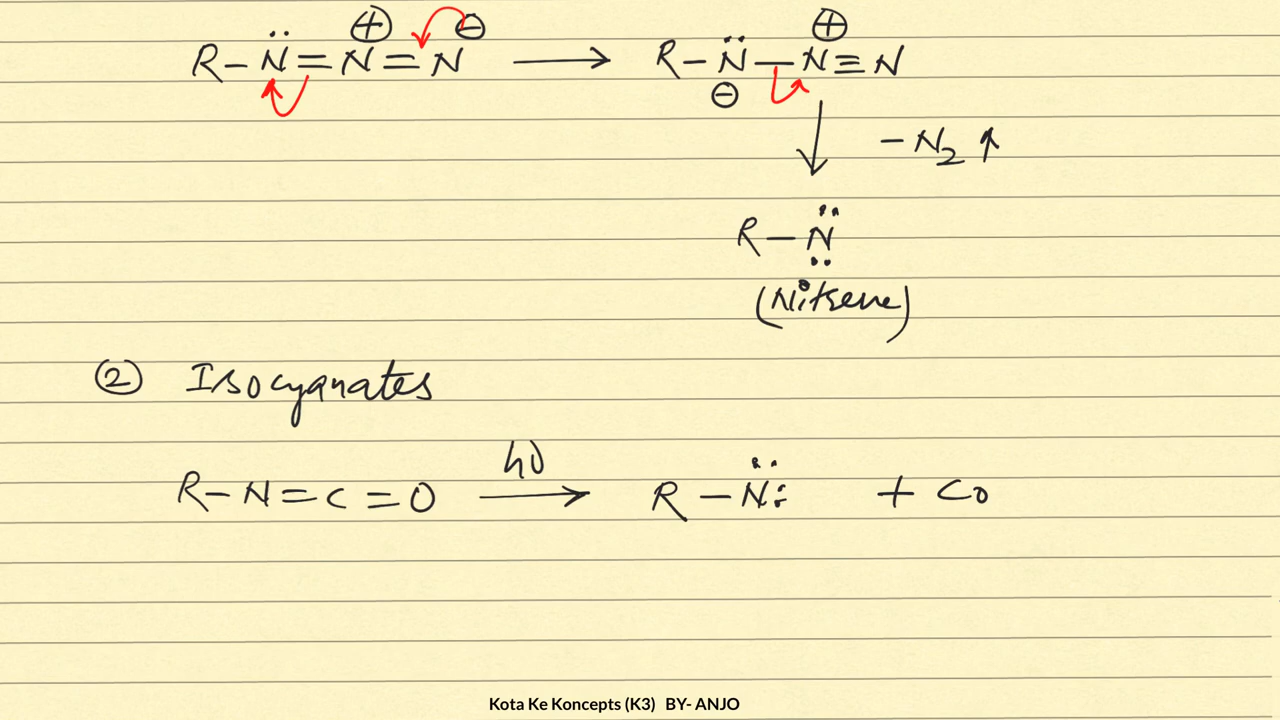 R-N̈=N⊕=N⊖ ⟶ R-N̈⊖-N⊕≡N
-N₂↑
R-N̈
(Nitrene)
② Isocyanates
R-N=C=O hν ⟶ R-N̈: + CO
Kota Ke Koncepts (K3) BY- ANJO